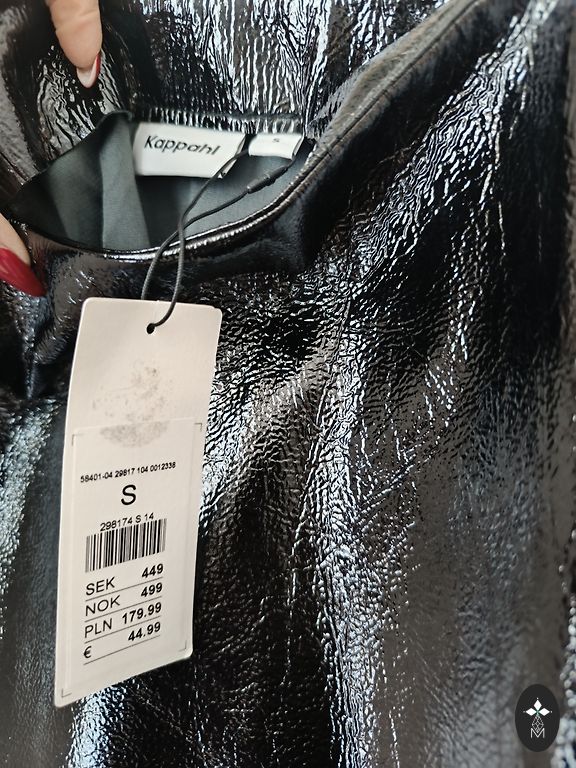 Kappahl
S
58401-04 29817 104 0012338
S
298174 S 14
SEK 449
NOK 499
PLN 179.99
€ 44.99
M